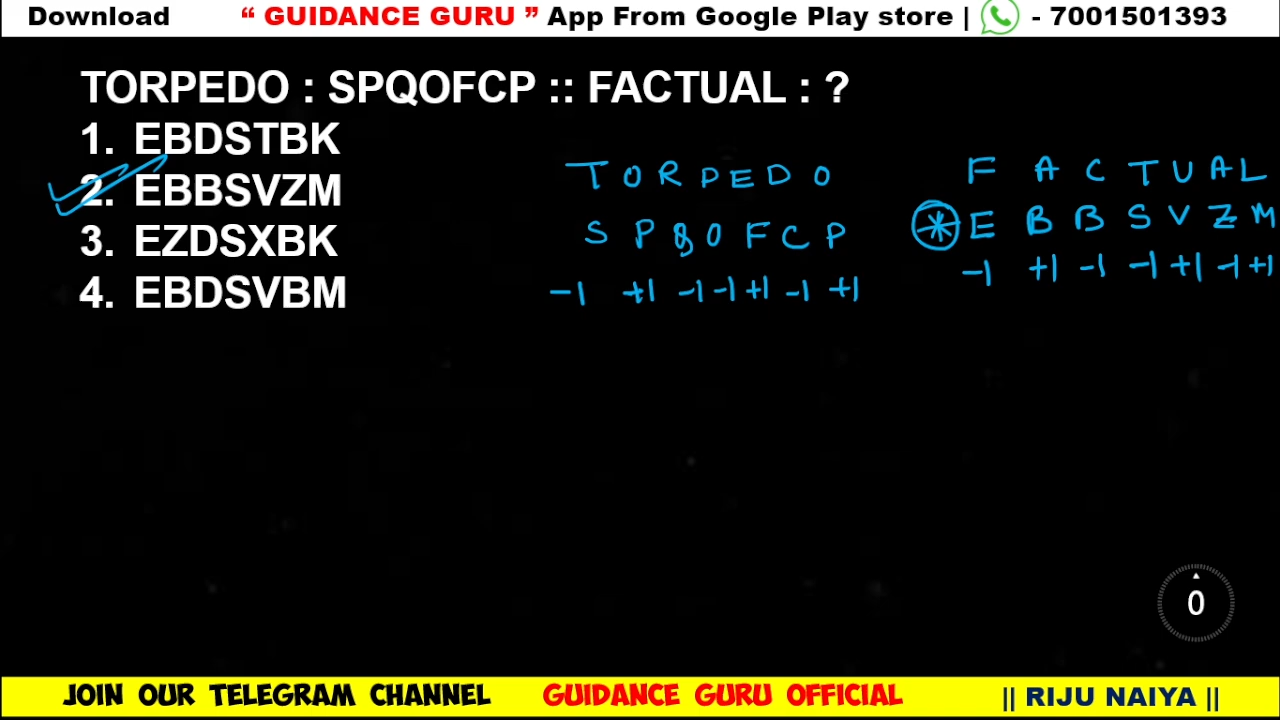 Download “ GUIDANCE GURU ” App From Google Play store | - 7001501393
TORPEDO : SPQOFCP :: FACTUAL : ?
1. EBDSTBK
2. EBBSVZM
3. EZDSXBK
4. EBDSVBM
T O R P E D O
S P Q O F C P
-1 +1 -1 -1 +1 -1 +1
F A C T U A L
* E B B S V Z M
-1 +1 -1 -1 +1 -1 +1
0
JOIN OUR TELEGRAM CHANNEL GUIDANCE GURU OFFICIAL || RIJU NAIYA ||